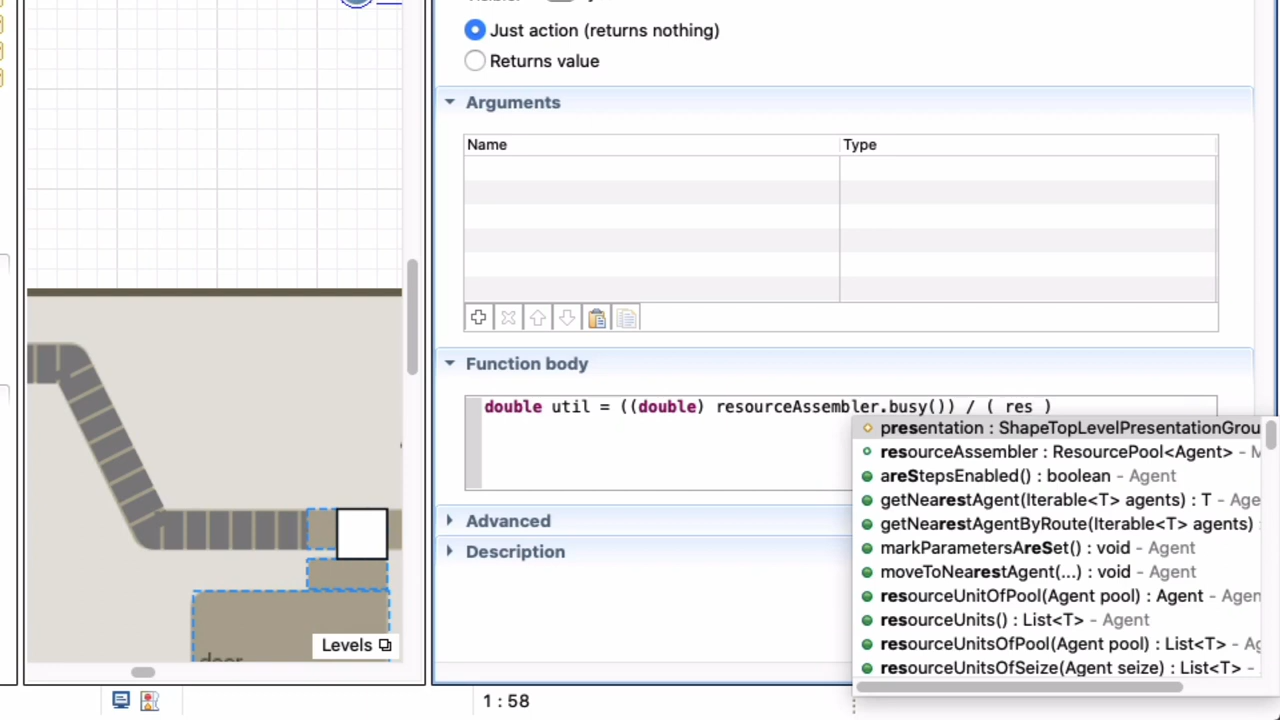 Just action (returns nothing)
Returns value
Arguments
Name Type
Function body
double util = ((double) resourceAssembler.busy()) / ( res )
presentation : ShapeTopLevelPresentationGrou
resourceAssembler : ResourcePool<Agent> - M
areStepsEnabled() : boolean - Agent
getNearestAgent(Iterable<T> agents) : T - Age
getNearestAgentByRoute(Iterable<T> agents) :
markParametersAreSet() : void - Agent
moveToNearestAgent(...) : void - Agent
resourceUnitOfPool(Agent pool) : Agent - Agen
resourceUnits() : List<T> - Agent
resourceUnitsOfPool(Agent pool) : List<T> - Ag
resourceUnitsOfSeize(Agent seize) : List<T> -
Advanced
Description
Levels
1 : 58